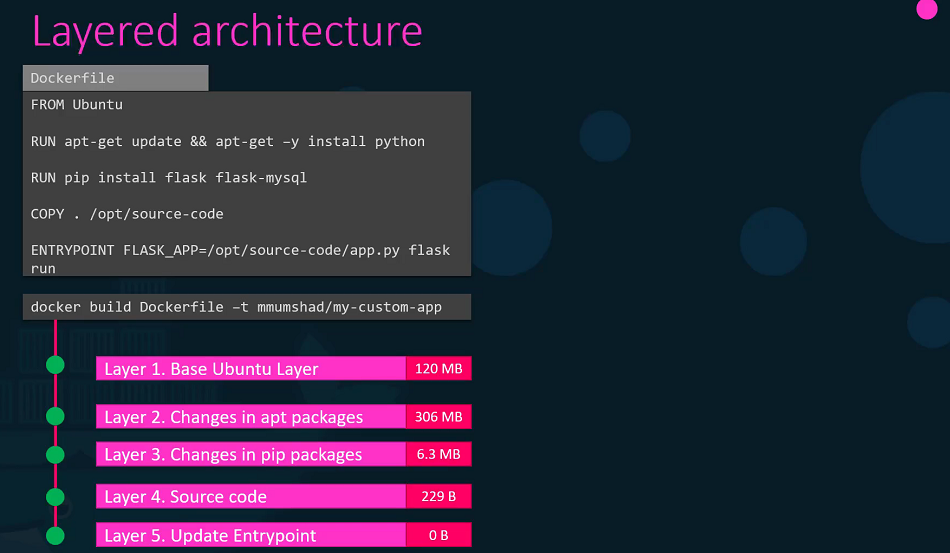 Layered architecture
Dockerfile
FROM Ubuntu
RUN apt-get update && apt-get –y install python
RUN pip install flask flask-mysql
COPY . /opt/source-code
ENTRYPOINT FLASK_APP=/opt/source-code/app.py flask
run
docker build Dockerfile –t mmumshad/my-custom-app
Layer 1. Base Ubuntu Layer 120 MB
Layer 2. Changes in apt packages 306 MB
Layer 3. Changes in pip packages 6.3 MB
Layer 4. Source code 229 B
Layer 5. Update Entrypoint 0 B